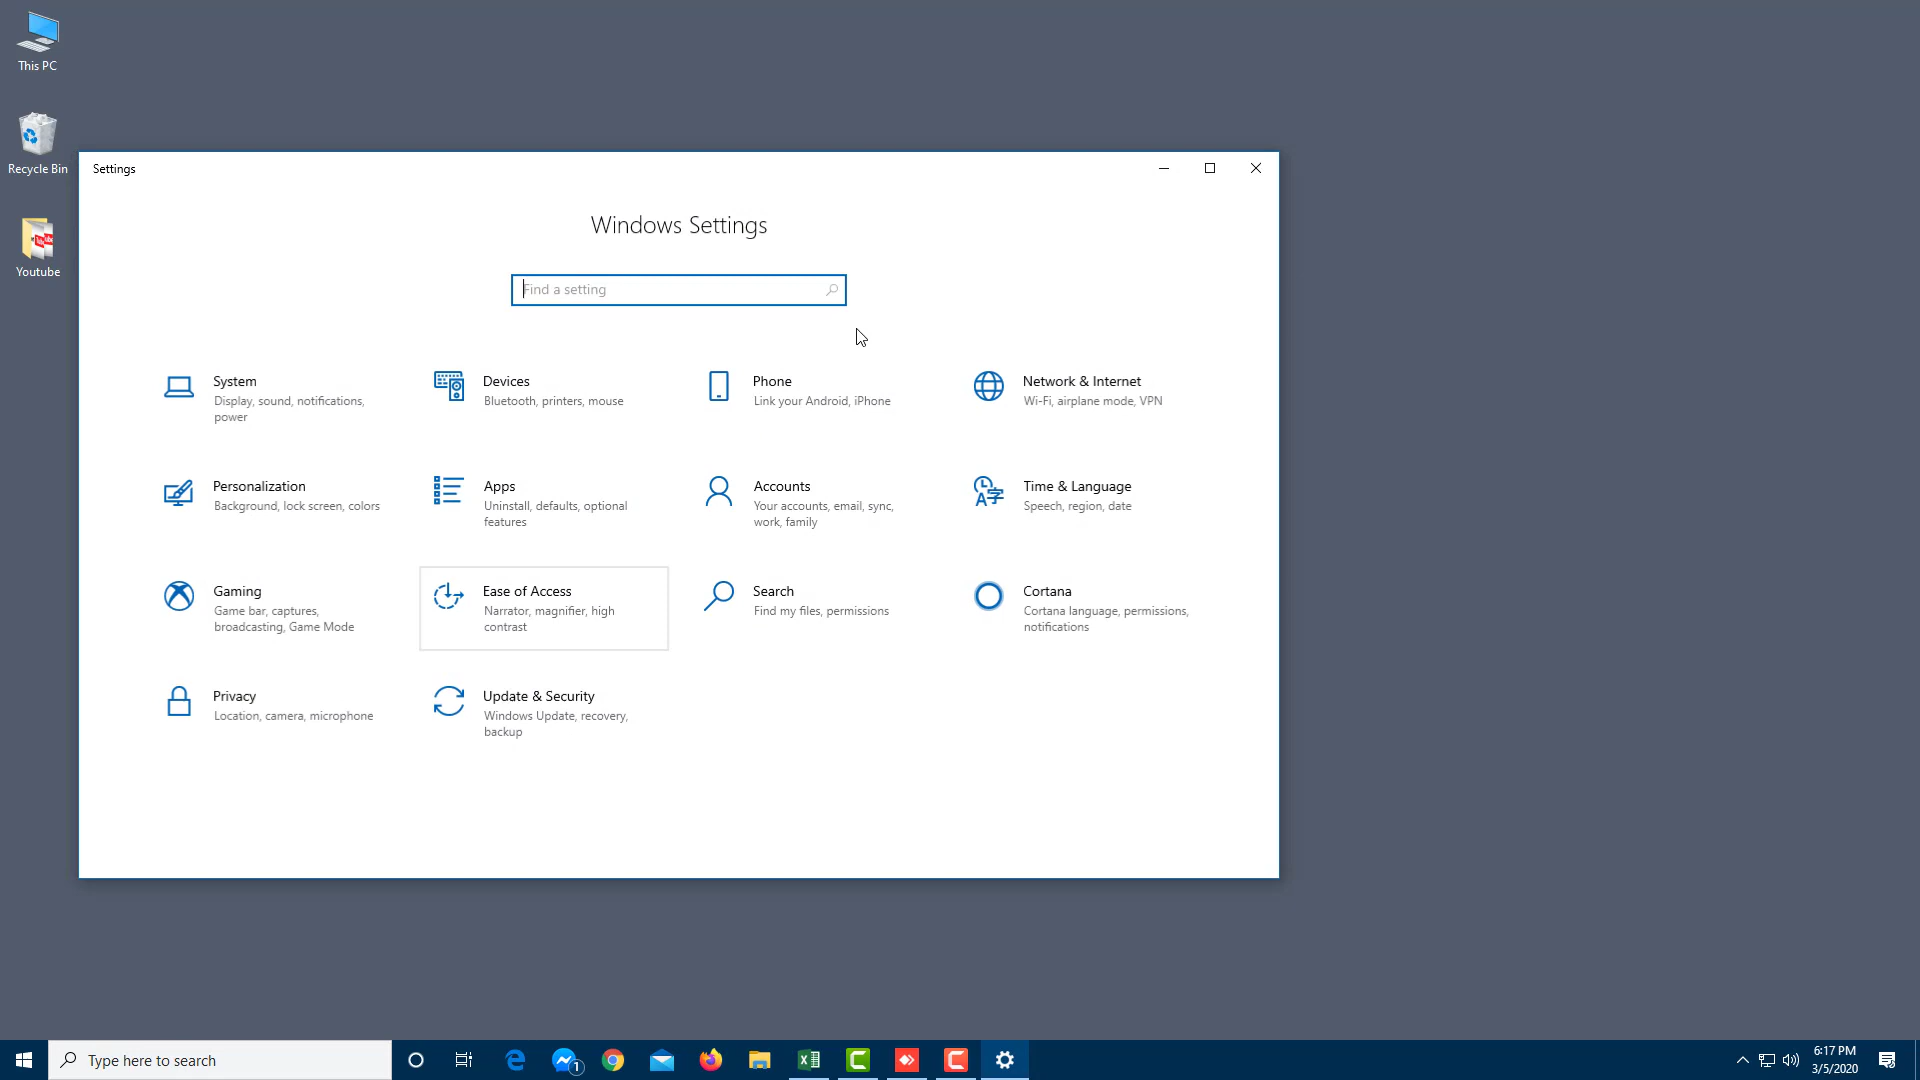 This PC
Recycle Bin
Youtube
Settings
Windows Settings
Find a setting
System
Display, sound, notifications,
power
Devices
Bluetooth, printers, mouse
Phone
Link your Android, iPhone
Network & Internet
Wi-Fi, airplane mode, VPN
Personalization
Background, lock screen, colors
Apps
Uninstall, defaults, optional
features
Accounts
Your accounts, email, sync,
work, family
Time & Language
Speech, region, date
Gaming
Game bar, captures,
broadcasting, Game Mode
Ease of Access
Narrator, magnifier, high
contrast
Search
Find my files, permissions
Cortana
Cortana language, permissions,
notifications
Privacy
Location, camera, microphone
Update & Security
Windows Update, recovery,
backup
Type here to search
1
6:17 PM
3/5/2020